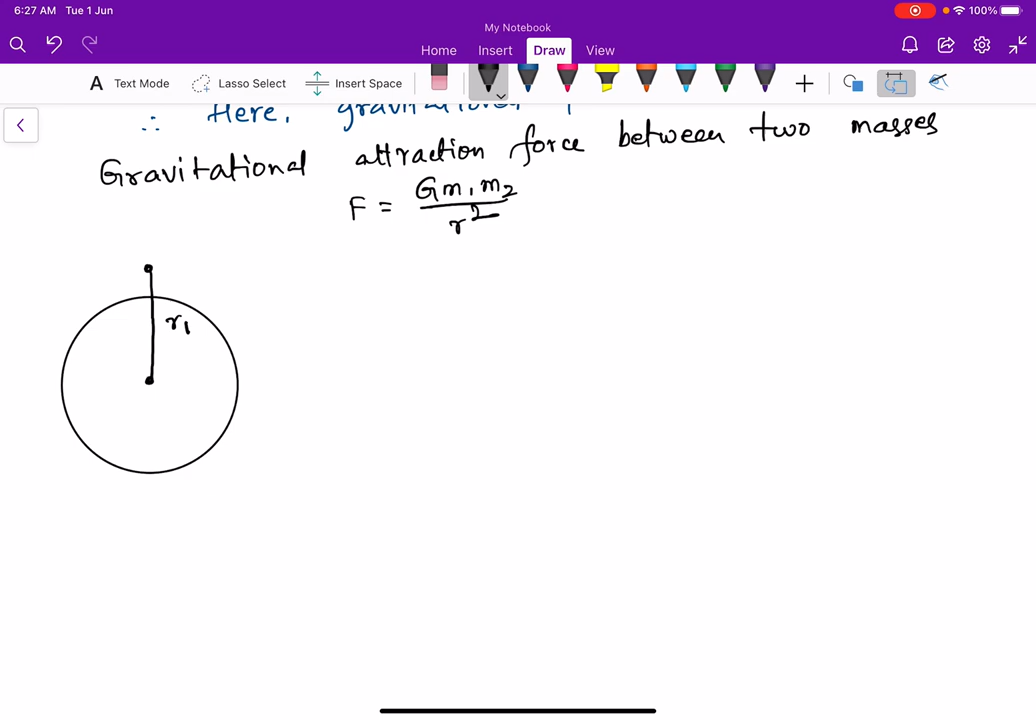 6:27 AM Tue 1 Jun 100%
My Notebook
Home Insert Draw View
A Text Mode Lasso Select Insert Space
∴ Here, gravitational
Gravitational attraction force between two masses
F = Gm₁m₂ / r²
r₁